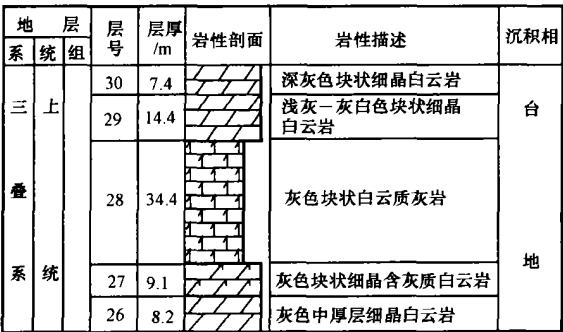 地 层 层号 层厚/m 岩性剖面 岩性描述 沉积相
系 统 组
30 7.4 深灰色块状细晶白云岩
三 上 29 14.4 浅灰-灰白色块状细晶 台
白云岩
叠 28 34.4 灰色块状白云质灰岩
系 统 27 9.1 灰色块状细晶含灰质白云岩 地
26 8.2 灰色中厚层细晶白云岩